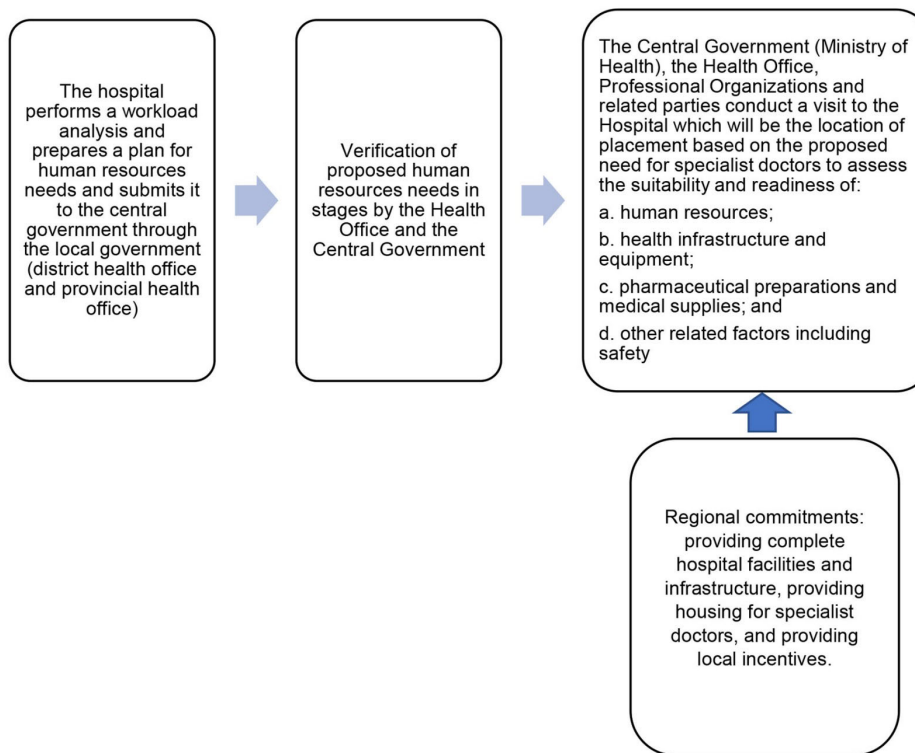 The hospital
performs a workload
analysis and
prepares a plan for
human resources
needs and submits it
to the central
government through
the local government
(district health office
and provincial health
office)
Verification of
proposed human
resources needs in
stages by the Health
Office and the
Central Government
The Central Government (Ministry of
Health), the Health Office,
Professional Organizations and
related parties conduct a visit to
the Hospital which will be the location of
placement based on the proposed
need for specialist doctors to assess
the suitability and readiness of:
a. human resources;
b. health infrastructure and
equipment;
c. pharmaceutical preparations and
medical supplies; and
d. other related factors including
safety
Regional commitments:
providing complete
hospital facilities and
infrastructure, providing
housing for specialist
doctors, and providing
local incentives.